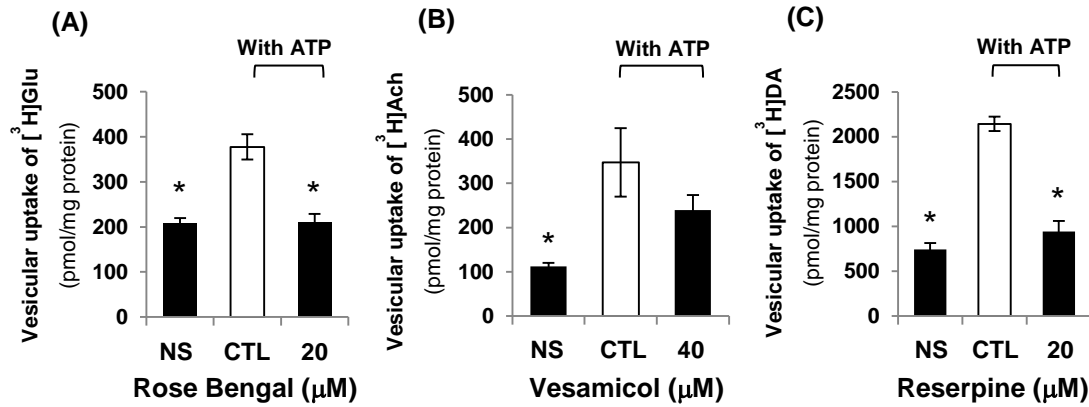 (A)
With ATP
Vesicular uptake of [³H]Glu
(pmol/mg protein)
500
400
300
200
100
0
*
*
NS CTL 20
Rose Bengal (µM)
(B)
With ATP
Vesicular uptake of [³H]Ach
(pmol/mg protein)
500
400
300
200
100
0
*
NS CTL 40
Vesamicol (µM)
(C)
With ATP
Vesicular uptake of [³H]DA
(pmol/mg protein)
2500
2000
1500
1000
500
0
*
*
NS CTL 20
Reserpine (µM)